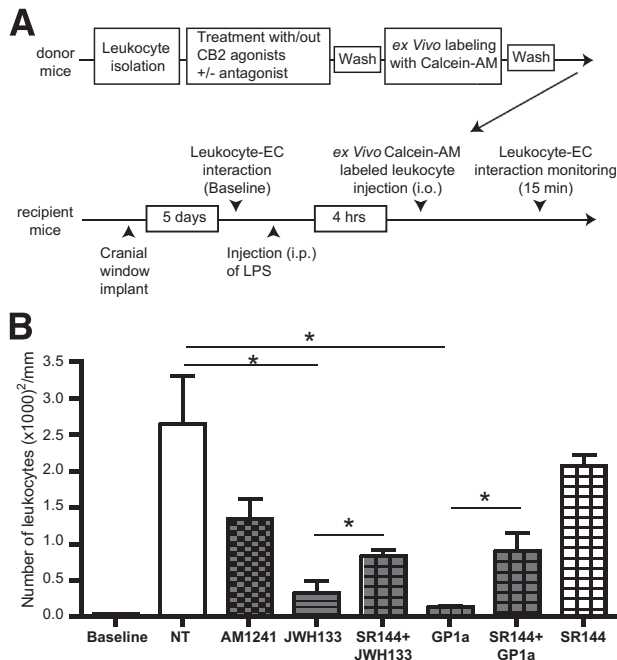 A
donor
mice
Leukocyte
isolation
Treatment with/out
CB2 agonists
+/- antagonist
Wash
ex Vivo labeling
with Calcein-AM
Wash
Leukocyte-EC
interaction
(Baseline)
ex Vivo Calcein-AM
labeled leukocyte
injection (i.o.)
Leukocyte-EC
interaction monitoring
(15 min)
recipient
mice
5 days
4 hrs
Cranial
window
implant
Injection (i.p.)
of LPS
B
Number of leukocytes (x1000)²/mm
3.5
3.0
2.5
2.0
1.5
1.0
0.5
0.0
*
*
*
*
Baseline
NT
AM1241
JWH133
SR144+
JWH133
GP1a
SR144+
GP1a
SR144